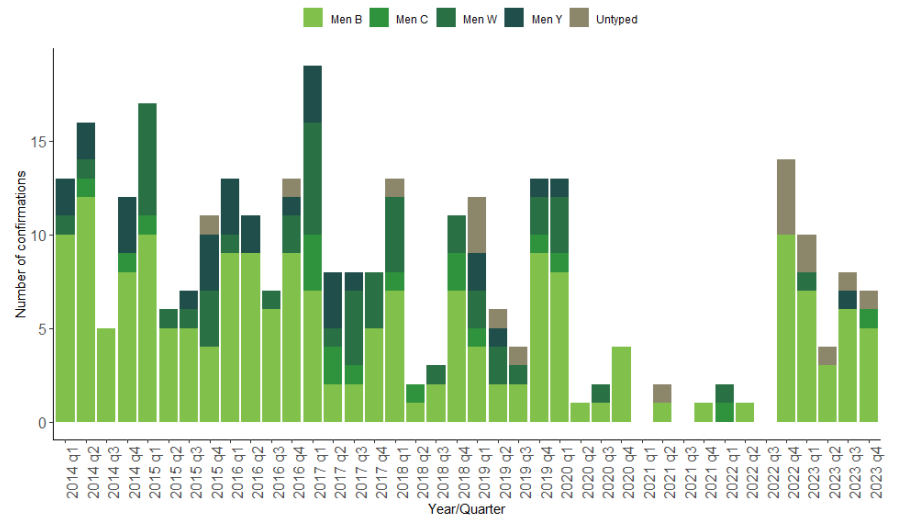 Men B Men C Men W Men Y Untyped
Number of confirmations
15
10
5
0
2014 q1
2014 q2
2014 q3
2014 q4
2015 q1
2015 q2
2015 q3
2015 q4
2016 q1
2016 q2
2016 q3
2016 q4
2017 q1
2017 q2
2017 q3
2017 q4
2018 q1
2018 q2
2018 q3
2018 q4
2019 q1
2019 q2
2019 q3
2019 q4
2020 q1
2020 q2
2020 q3
2020 q4
2021 q1
2021 q2
2021 q3
2021 q4
2022 q1
2022 q2
2022 q3
2022 q4
2023 q1
2023 q2
2023 q3
2023 q4
Year/Quarter